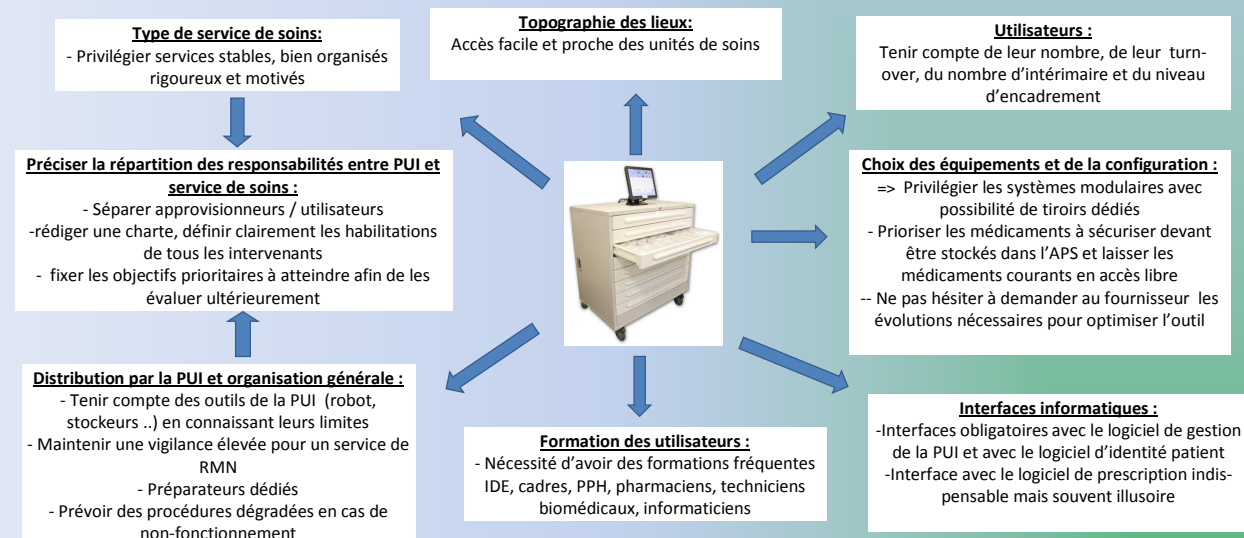 Type de service de soins:
- Privilégier services stables, bien organisés
rigoureux et motivés
Topographie des lieux:
Accès facile et proche des unités de soins
Utilisateurs :
Tenir compte de leur nombre, de leur turn-
over, du nombre d’intérimaire et du niveau
d’encadrement
Préciser la répartition des responsabilités entre PUI et
service de soins :
- Séparer approvisionneurs / utilisateurs
-rédiger une charte, définir clairement les habilitations
de tous les intervenants
- fixer les objectifs prioritaires à atteindre afin de les
évaluer ultérieurement
Choix des équipements et de la configuration :
=> Privilégier les systèmes modulaires avec
possibilité de tiroirs dédiés
- Prioriser les médicaments à sécuriser devant
être stockés dans l’APS et laisser les
médicaments courants en accès libre
-- Ne pas hésiter à demander au fournisseur les
évolutions nécessaires pour optimiser l’outil
Distribution par la PUI et organisation générale :
- Tenir compte des outils de la PUI (robot,
stockeurs ..) en connaissant leurs limites
- Maintenir une vigilance élevée pour un service de
RMN
- Préparateurs dédiés
- Prévoir des procédures dégradées en cas de
non-fonctionnement
Formation des utilisateurs :
- Nécessité d’avoir des formations fréquentes
IDE, cadres, PPH, pharmaciens, techniciens
biomédicaux, informaticiens
Interfaces informatiques :
-Interfaces obligatoires avec le logiciel de gestion
de la PUI et avec le logiciel d’identité patient
-Interface avec le logiciel de prescription indis-
pensable mais souvent illusoire